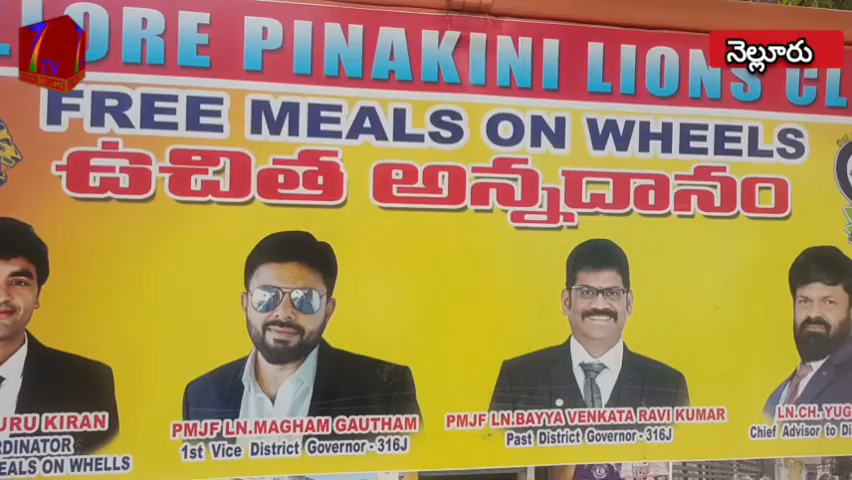 TV
నెల్లూరు
LLORE PINAKINI LIONS CL
FREE MEALS ON WHEELS
ఉచిత అన్నదానం
URU KIRAN
RDINATOR
EALS ON WHELLS
PMJF LN.MAGHAM GAUTHAM
1st Vice District Governor-316J
PMJF LN.BAYYA VENKATA RAVI KUMAR
Past District Governor-316J
LN.CH. YUG
Chief Advisor to Di